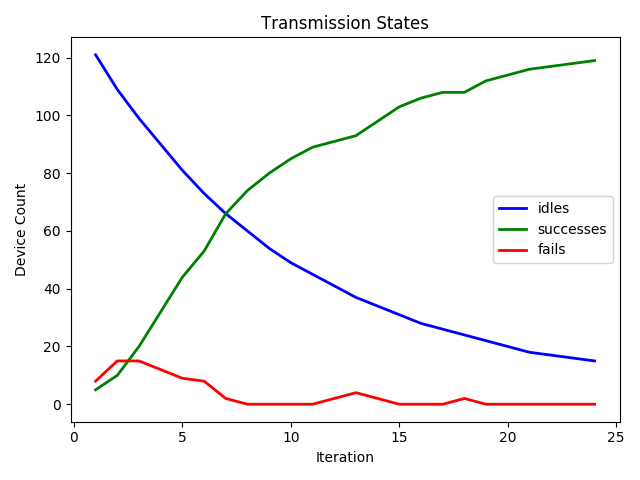 Transmission States
Device Count
120
100
80
60
40
20
0
idles
successes
fails
0 5 10 15 20 25
Iteration